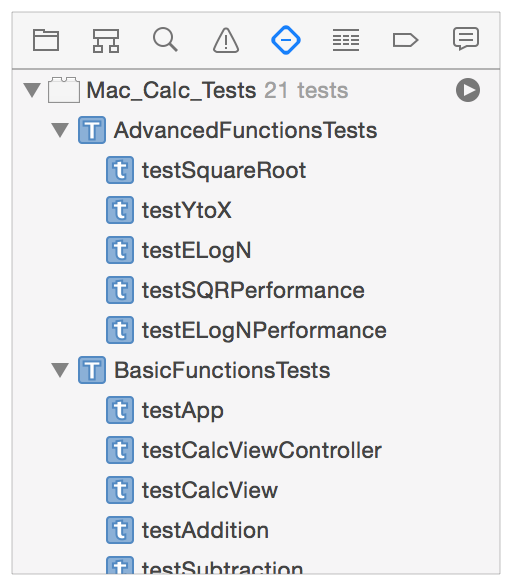 Mac_Calc_Tests 21 tests
T AdvancedFunctionsTests
t testSquareRoot
t testYtoX
t testELogN
t testSQRPerformance
t testELogNPerformance
T BasicFunctionsTests
t testApp
t testCalcViewController
t testCalcView
t testAddition
t testSubtraction